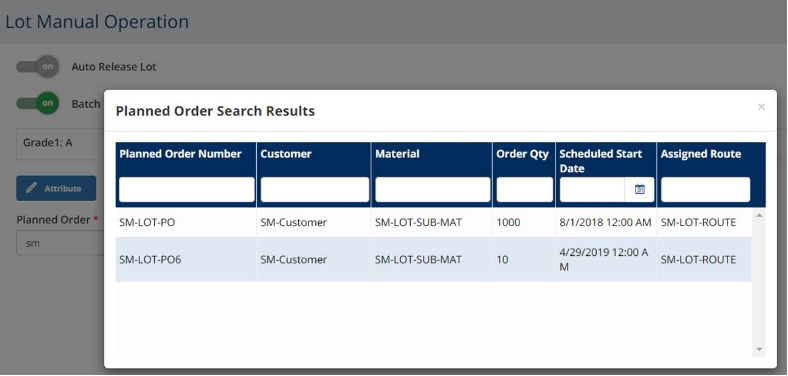 Lot Manual Operation
on Auto Release Lot
on Batch
Planned Order Search Results ×
Grade1: A
Planned Order Number Customer Material Order Qty Scheduled Start Date Assigned Route
Attribute
Planned Order *
sm
SM-LOT-PO SM-Customer SM-LOT-SUB-MAT 1000 8/1/2018 12:00 AM SM-LOT-ROUTE
SM-LOT-PO6 SM-Customer SM-LOT-SUB-MAT 10 4/29/2019 12:00 A
M SM-LOT-ROUTE